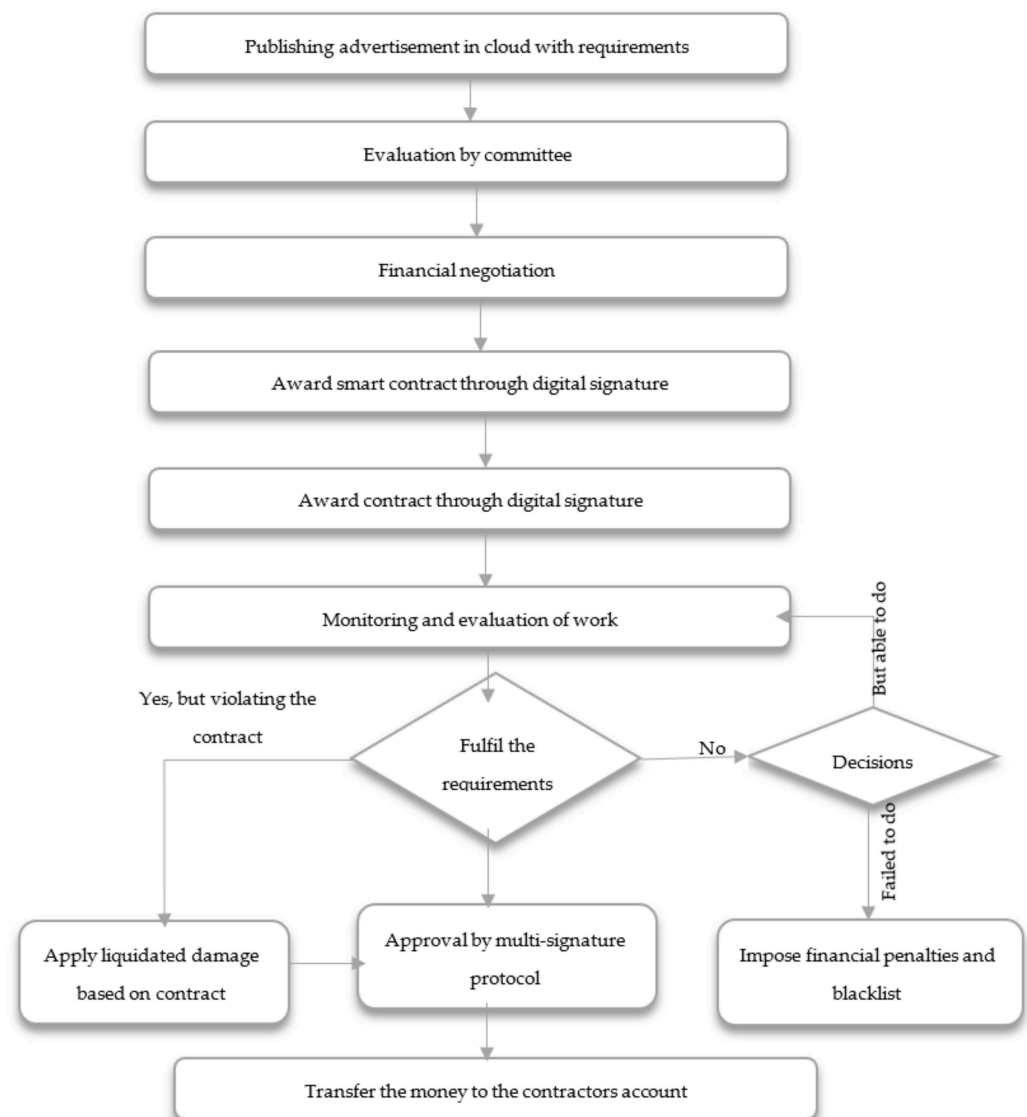 Publishing advertisement in cloud with requirements
Evaluation by committee
Financial negotiation
Award smart contract through digital signature
Award contract through digital signature
Monitoring and evaluation of work
But able to do
Yes, but violating the
contract
Fulfil the
requirements
No
Decisions
Failed to do
Apply liquidated damage
based on contract
Approval by multi-signature
protocol
Impose financial penalties and
blacklist
Transfer the money to the contractors account